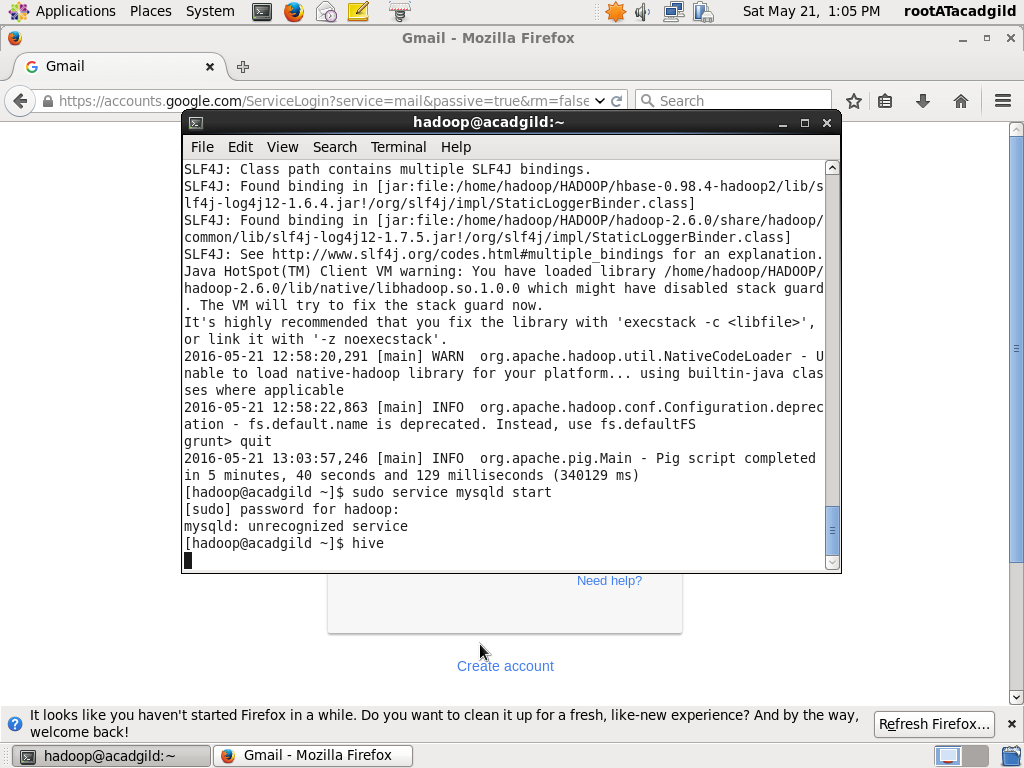 Applications Places System Sat May 21, 1:05 PM rootATacadgild
Gmail - Mozilla Firefox
Gmail
https://accounts.google.com/ServiceLogin?service=mail&passive=true&rm=false Search
hadoop@acadgild:~
File Edit View Search Terminal Help
SLF4J: Class path contains multiple SLF4J bindings.
SLF4J: Found binding in [jar:file:/home/hadoop/HADOOP/hbase-0.98.4-hadoop2/lib/s
lf4j-log4j12-1.6.4.jar!/org/slf4j/impl/StaticLoggerBinder.class]
SLF4J: Found binding in [jar:file:/home/hadoop/HADOOP/hadoop-2.6.0/share/hadoop/
common/lib/slf4j-log4j12-1.7.5.jar!/org/slf4j/impl/StaticLoggerBinder.class]
SLF4J: See http://www.slf4j.org/codes.html#multiple_bindings for an explanation.
Java HotSpot(TM) Client VM warning: You have loaded library /home/hadoop/HADOOP/
hadoop-2.6.0/lib/native/libhadoop.so.1.0.0 which might have disabled stack guard
. The VM will try to fix the stack guard now.
It's highly recommended that you fix the library with 'execstack -c <libfile>',
or link it with '-z noexecstack'.
2016-05-21 12:58:20,291 [main] WARN  org.apache.hadoop.util.NativeCodeLoader - U
nable to load native-hadoop library for your platform... using builtin-java clas
ses where applicable
2016-05-21 12:58:22,863 [main] INFO  org.apache.hadoop.conf.Configuration.deprec
ation - fs.default.name is deprecated. Instead, use fs.defaultFS
grunt> quit
2016-05-21 13:03:57,246 [main] INFO  org.apache.pig.Main - Pig script completed
in 5 minutes, 40 seconds and 129 milliseconds (340129 ms)
[hadoop@acadgild ~]$ sudo service mysqld start
[sudo] password for hadoop:
mysqld: unrecognized service
[hadoop@acadgild ~]$ hive
Need help?
Create account
It looks like you haven't started Firefox in a while. Do you want to clean it up for a fresh, like-new experience? And by the way,
welcome back!
Refresh Firefox...
hadoop@acadgild:~ Gmail - Mozilla Firefox